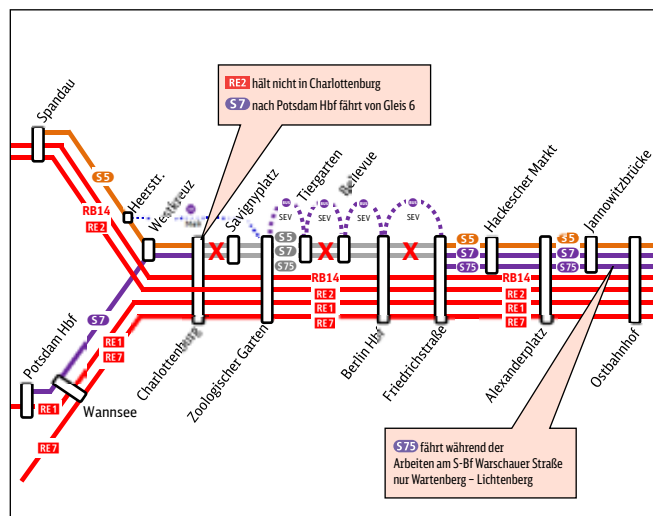 RE2 hält nicht in Charlottenburg
S7 nach Potsdam Hbf fährt von Gleis 6
Spandau
Heerstr.
Westkreuz
Savignyplatz
Tiergarten
Bellevue
Hackescher Markt
Jannowitzbrücke
S5
RB14
RE2
SEV
SEV
SEV
SEV
S5
S7
S75
S5
S7
S75
S7
S75
RB14
RE2
RE1
RE7
RB14
RE2
RE1
RE7
S7
RE1
RE7
Potsdam Hbf
RE1
Wannsee
RE7
Charlottenburg
Zoologischer Garten
Berlin Hbf
Friedrichstraße
Alexanderplatz
Ostbahnhof
S75 fährt während der
Arbeiten am S-Bf Warschauer Straße
nur Wartenberg – Lichtenberg